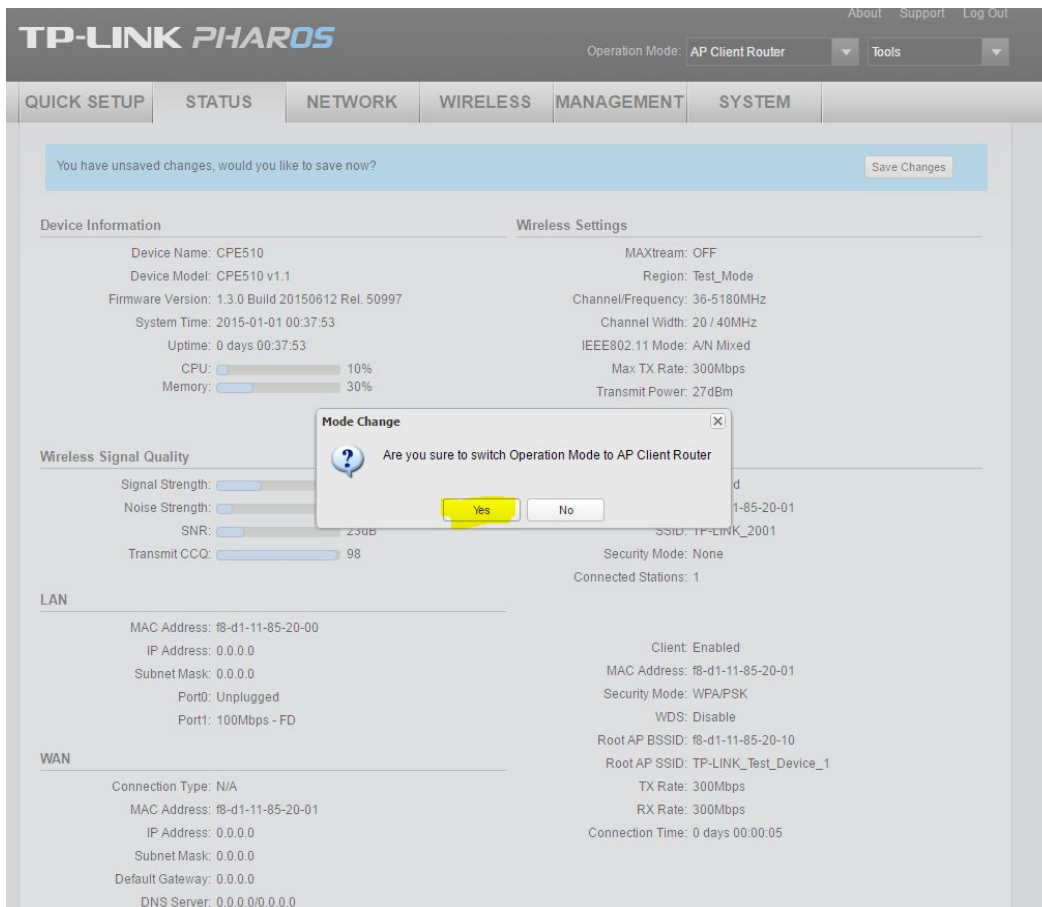 About Support Log Out
TP-LINK PHAROS
Operation Mode: AP Client Router Tools
QUICK SETUP STATUS NETWORK WIRELESS MANAGEMENT SYSTEM
You have unsaved changes, would you like to save now? Save Changes
Device Information
Device Name: CPE510
Device Model: CPE510 v1.1
Firmware Version: 1.3.0 Build 20150612 Rel. 50997
System Time: 2015-01-01 00:37:53
Uptime: 0 days 00:37:53
CPU: 10%
Memory: 30%
Wireless Settings
MAXtream: OFF
Region: Test_Mode
Channel/Frequency: 36-5180MHz
Channel Width: 20 / 40MHz
IEEE802.11 Mode: A/N Mixed
Max TX Rate: 300Mbps
Transmit Power: 27dBm
Mode Change
Are you sure to switch Operation Mode to AP Client Router
Yes No
Wireless Signal Quality
Signal Strength:
Noise Strength:
SNR: 23dB
Transmit CCQ: 98
d
1-85-20-01
SSID: TP-LINK_2001
Security Mode: None
Connected Stations: 1
LAN
MAC Address: f8-d1-11-85-20-00
IP Address: 0.0.0.0
Subnet Mask: 0.0.0.0
Port0: Unplugged
Port1: 100Mbps - FD
Client: Enabled
MAC Address: f8-d1-11-85-20-01
Security Mode: WPA/PSK
WDS: Disable
Root AP BSSID: f8-d1-11-85-20-10
Root AP SSID: TP-LINK_Test_Device_1
TX Rate: 300Mbps
RX Rate: 300Mbps
Connection Time: 0 days 00:00:05
WAN
Connection Type: N/A
MAC Address: f8-d1-11-85-20-01
IP Address: 0.0.0.0
Subnet Mask: 0.0.0.0
Default Gateway: 0.0.0.0
DNS Server: 0.0.0.0/0.0.0.0